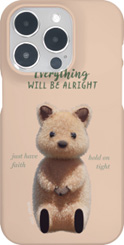 Everything
WILL BE ALRIGHT
just have
faith
hold on
tight